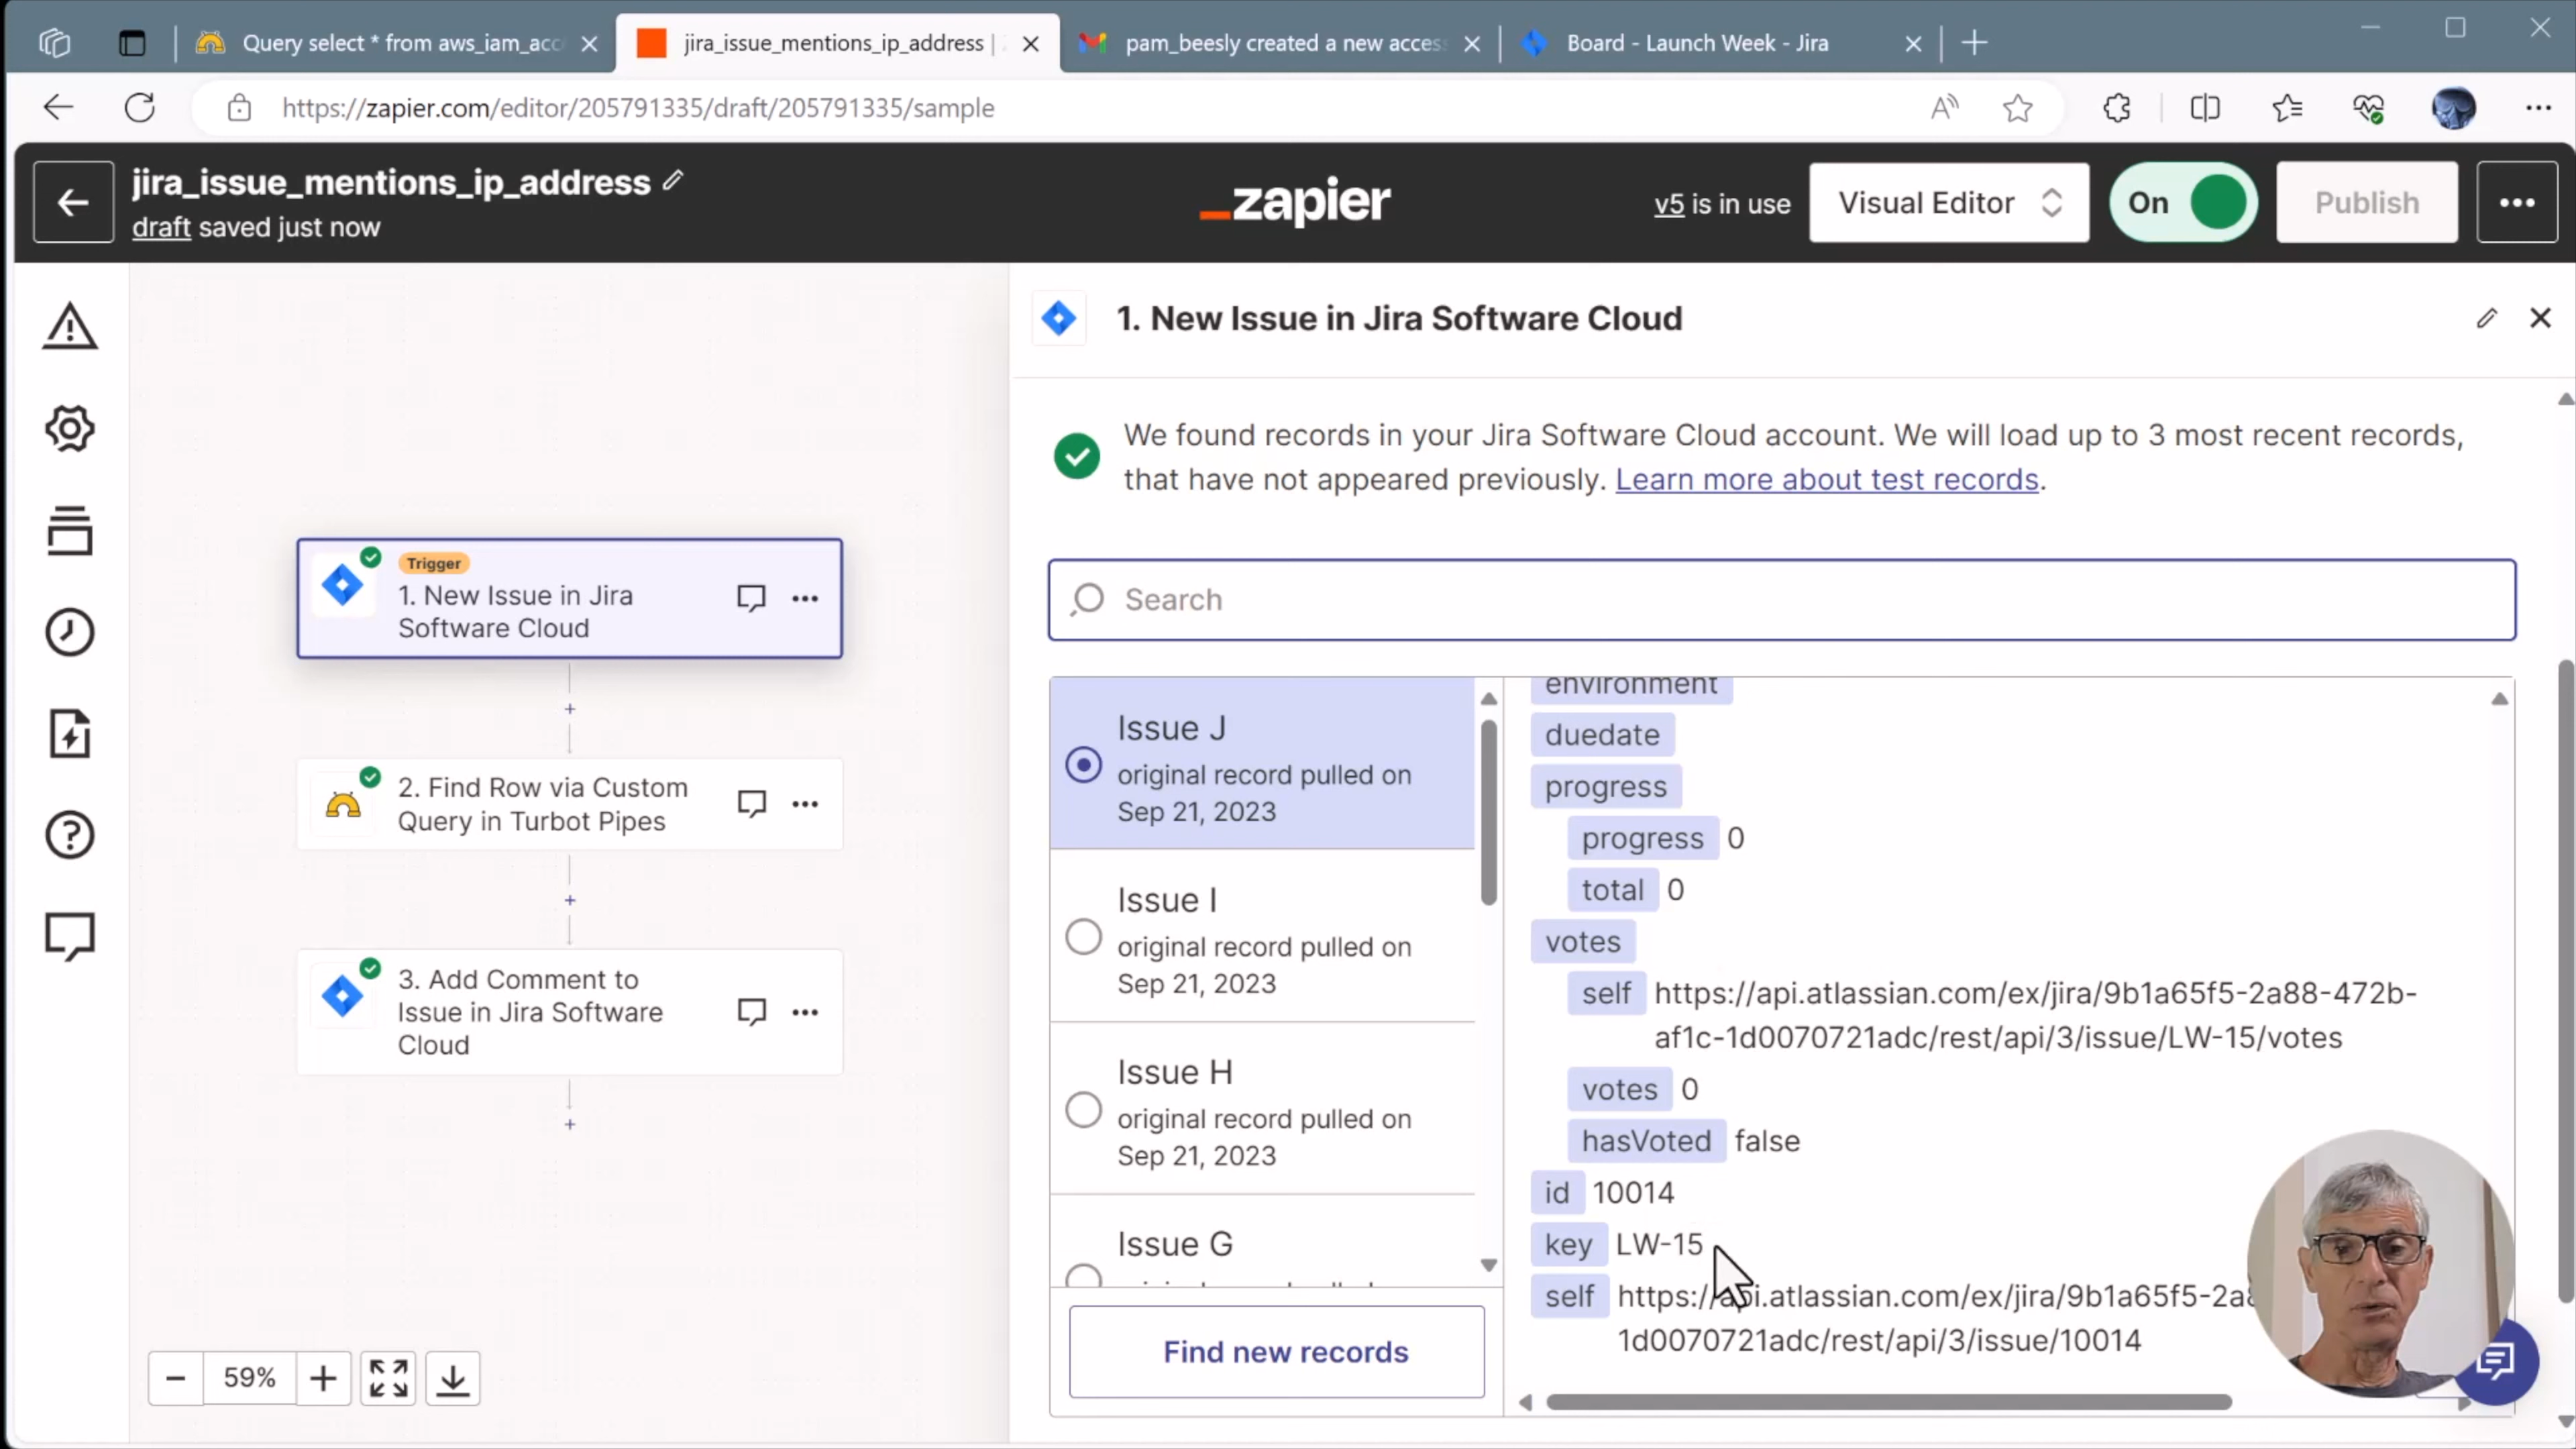 Query select * from aws_iam_acc
jira_issue_mentions_ip_address |
pam_beesly created a new acces
Board - Launch Week - Jira
https://zapier.com/editor/205791335/draft/205791335/sample
jira_issue_mentions_ip_address
draft saved just now
zapier
v5 is in use
Visual Editor
On
Publish
Trigger
1. New Issue in Jira
Software Cloud
2. Find Row via Custom
Query in Turbot Pipes
3. Add Comment to
Issue in Jira Software
Cloud
59%
1. New Issue in Jira Software Cloud
We found records in your Jira Software Cloud account. We will load up to 3 most recent records,
that have not appeared previously. Learn more about test records.
Search
Issue J
original record pulled on
Sep 21, 2023
Issue I
original record pulled on
Sep 21, 2023
Issue H
original record pulled on
Sep 21, 2023
Issue G
Find new records
environment
duedate
progress
progress 0
total 0
votes
self https://api.atlassian.com/ex/jira/9b1a65f5-2a88-472b-
af1c-1d0070721adc/rest/api/3/issue/LW-15/votes
votes 0
hasVoted false
id 10014
key LW-15
self https://api.atlassian.com/ex/jira/9b1a65f5-2a8
1d0070721adc/rest/api/3/issue/10014